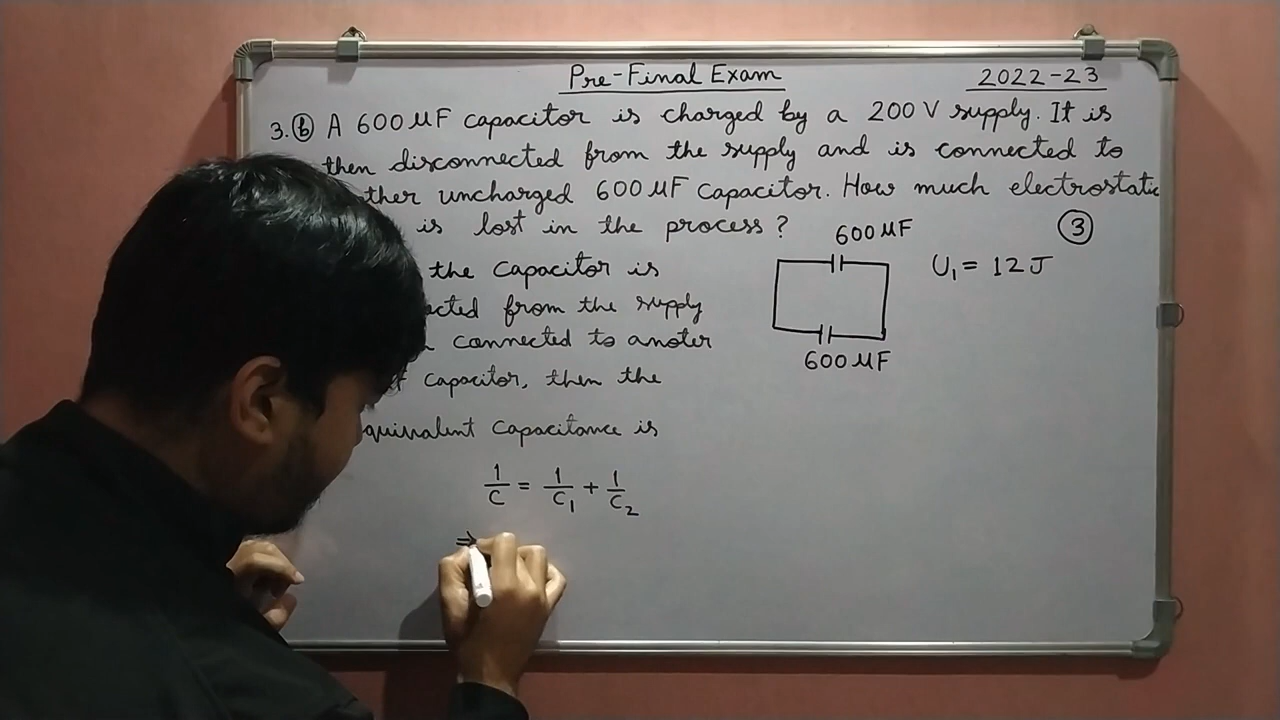 Pre-Final Exam
2022-23
3. (b) A 600 μF capacitor is charged by a 200 V supply. It is
then disconnected from the supply and is connected to
ther uncharged 600 μF capacitor. How much electrostatic
is lost in the process?
(3)
600 μF
U₁ = 12 J
600 μF
the capacitor is
cted from the supply
connected to anoter
capacitor, then the
quivalent capacitance is
1/C = 1/C₁ + 1/C₂
⇒